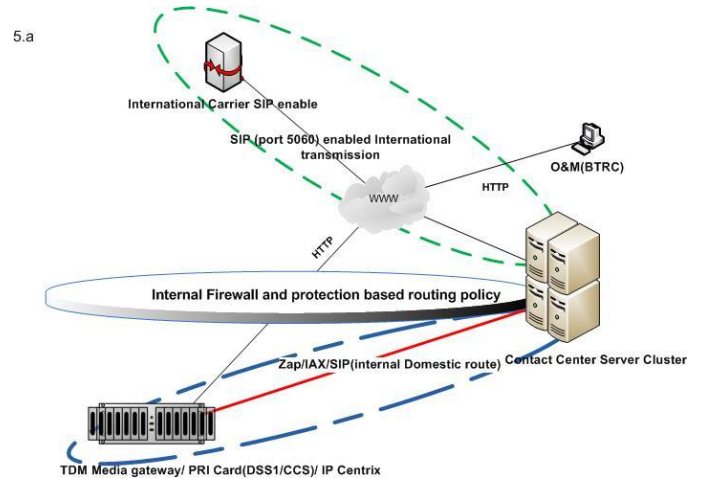 5.a
International Carrier SIP enable
SIP (port 5060) enabled International
transmission
O&M(BTRC)
www
HTTP
HTTP
Internal Firewall and protection based routing policy
Zap/IAX/SIP(internal Domestic route)
Contact Center Server Cluster
TDM Media gateway/ PRI Card(DSS1/CCS)/ IP Centrix